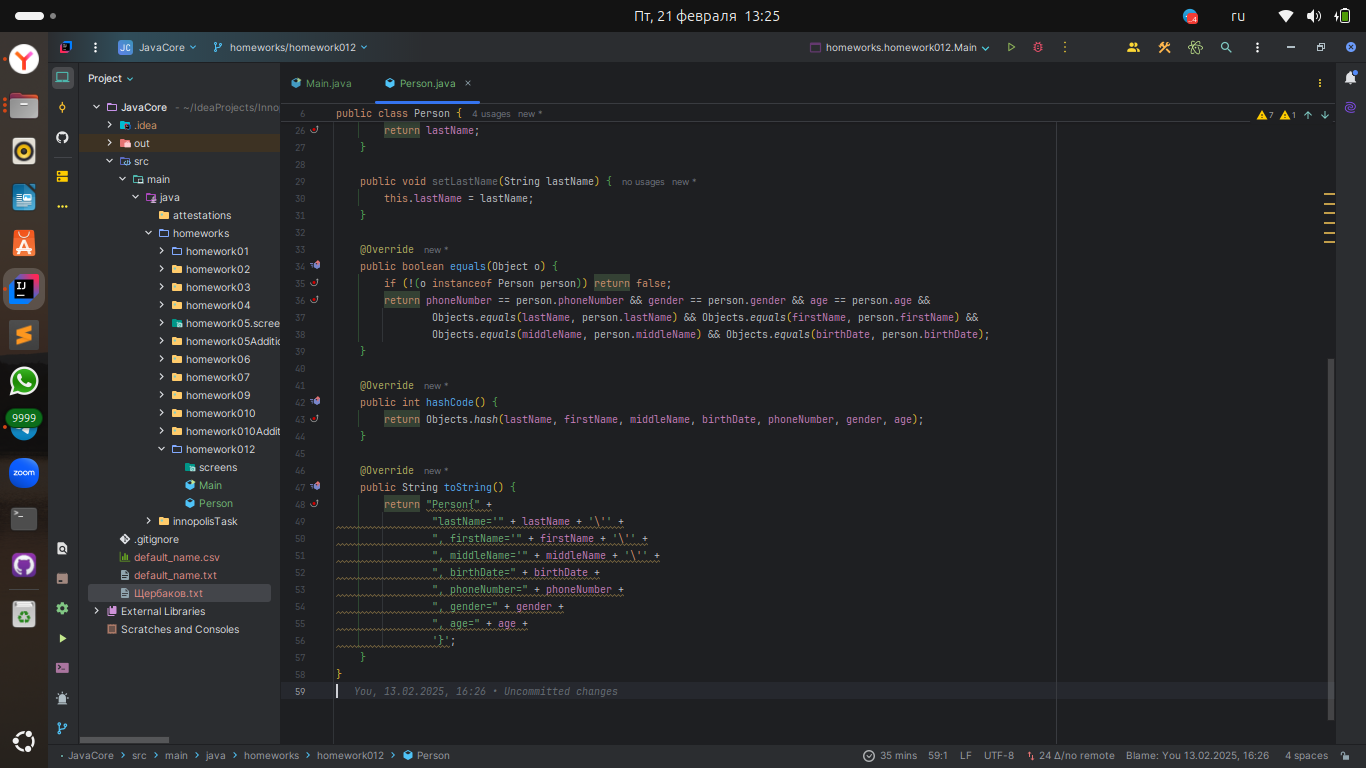 Пт, 21 февраля 13:25
4
ru
JC JavaCore
homeworks/homework012
homeworks.homework012.Main
Project
Main.java
Person.java
JavaCore - ~/IdeaProjects/Inno
.idea
out
src
main
java
attestations
homeworks
homework01
homework02
homework03
homework04
homework05.scree
homework05Additic
homework06
homework07
homework09
homework010
homework010Addit
homework012
screens
Main
Person
innopolisTask
.gitignore
default_name.csv
default_name.txt
Щербаков.txt
External Libraries
Scratches and Consoles
9999
zoom
6 public class Person { 4 usages new *
7 1
26 return lastName;
27 }
28
29 public void setLastName(String lastName) { no usages new *
30 this.lastName = lastName;
31 }
32
33 @Override new *
34 public boolean equals(Object o) {
35 if (!(o instanceof Person person)) return false;
36 return phoneNumber == person.phoneNumber && gender == person.gender && age == person.age &&
37 Objects.equals(lastName, person.lastName) && Objects.equals(firstName, person.firstName) &&
38 Objects.equals(middleName, person.middleName) && Objects.equals(birthDate, person.birthDate);
39 }
40
41 @Override new *
42 public int hashCode() {
43 return Objects.hash(lastName, firstName, middleName, birthDate, phoneNumber, gender, age);
44 }
45
46 @Override new *
47 public String toString() {
48 return "Person{" +
49 "lastName='" + lastName + '\'' +
50 ", firstName='" + firstName + '\'' +
51 ", middleName='" + middleName + '\'' +
52 ", birthDate=" + birthDate +
53 ", phoneNumber=" + phoneNumber +
54 ", gender=" + gender +
55 ", age=" + age +
56 '}';
57 }
58 }
59 You, 13.02.2025, 16:26 • Uncommitted changes
JavaCore > src > main > java > homeworks > homework012 > Person
35 mins 59:1 LF UTF-8 24 Δ/no remote Blame: You 13.02.2025, 16:26 4 spaces